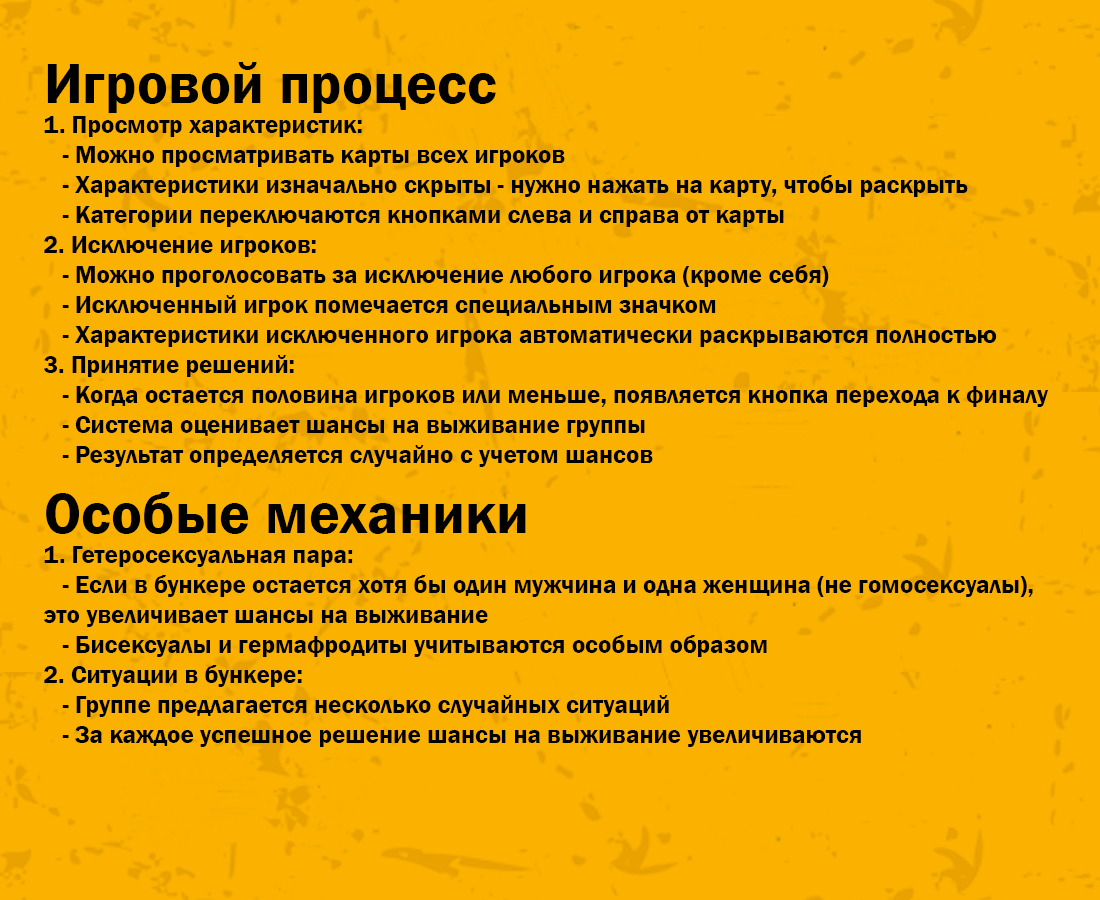 Игровой процесс
1. Просмотр характеристик:
- Можно просматривать карты всех игроков
- Характеристики изначально скрыты - нужно нажать на карту, чтобы раскрыть
- Категории переключаются кнопками слева и справа от карты
2. Исключение игроков:
- Можно проголосовать за исключение любого игрока (кроме себя)
- Исключенный игрок помечается специальным значком
- Характеристики исключенного игрока автоматически раскрываются полностью
3. Принятие решений:
- Когда остается половина игроков или меньше, появляется кнопка перехода к финалу
- Система оценивает шансы на выживание группы
- Результат определяется случайно с учетом шансов
Особые механики
1. Гетеросексуальная пара:
- Если в бункере остается хотя бы один мужчина и одна женщина (не гомосексуалы),
это увеличивает шансы на выживание
- Бисексуалы и гермафродиты учитываются особым образом
2. Ситуации в бункере:
- Группе предлагается несколько случайных ситуаций
- За каждое успешное решение шансы на выживание увеличиваются